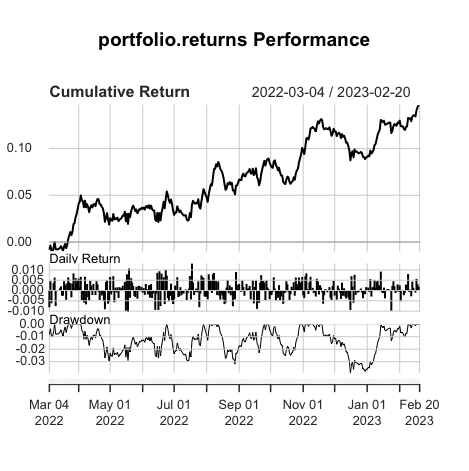 portfolio.returns Performance
Cumulative Return 2022-03-04 / 2023-02-20
0.10
0.05
0.00
Daily Return
0.010
0.005
0.000
-0.005
-0.010
Drawdown
0.00
-0.01
-0.02
-0.03
Mar 04 May 01 Jul 01 Sep 01 Nov 01 Jan 01 Feb 20
2022 2022 2022 2022 2022 2023 2023